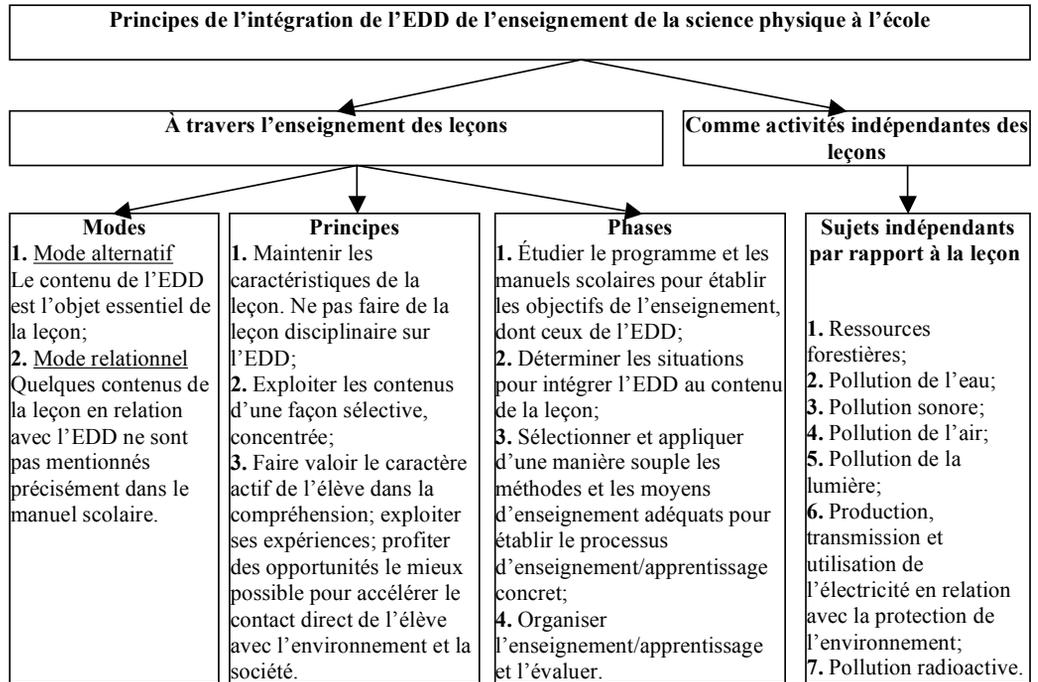 Principes de l'intégration de l'EDD de l'enseignement de la science physique à l'école
À travers l'enseignement des leçons
Comme activités indépendantes des
leçons
Modes
1. Mode alternatif
Le contenu de l'EDD
est l'objet essentiel de
la leçon;
2. Mode relationnel
Quelques contenus de
la leçon en relation
avec l'EDD ne sont
pas mentionnés
précisément dans le
manuel scolaire.
Principes
1. Maintenir les
caractéristiques de la
leçon. Ne pas faire de la
leçon disciplinaire sur
l'EDD;
2. Exploiter les contenus
d'une façon sélective,
concentrée;
3. Faire valoir le caractère
actif de l'élève dans la
compréhension; exploiter
ses expériences; profiter
des opportunités le mieux
possible pour accélérer le
contact direct de l'élève
avec l'environnement et la
société.
Phases
1. Étudier le programme et les
manuels scolaires pour établir
les objectifs de l'enseignement,
dont ceux de l'EDD;
2. Déterminer les situations
pour intégrer l'EDD au contenu
de la leçon;
3. Sélectionner et appliquer
d'une manière souple les
méthodes et les moyens
d'enseignement adéquats pour
établir le processus
d'enseignement/apprentissage
concret;
4. Organiser
l'enseignement/apprentissage
et l'évaluer.
Sujets indépendants
par rapport à la leçon
1. Ressources
forestières;
2. Pollution de l'eau;
3. Pollution sonore;
4. Pollution de l'air;
5. Pollution de la
lumière;
6. Production,
transmission et
utilisation de
l'électricité en relation
avec la protection de
l'environnement;
7. Pollution radioactive.